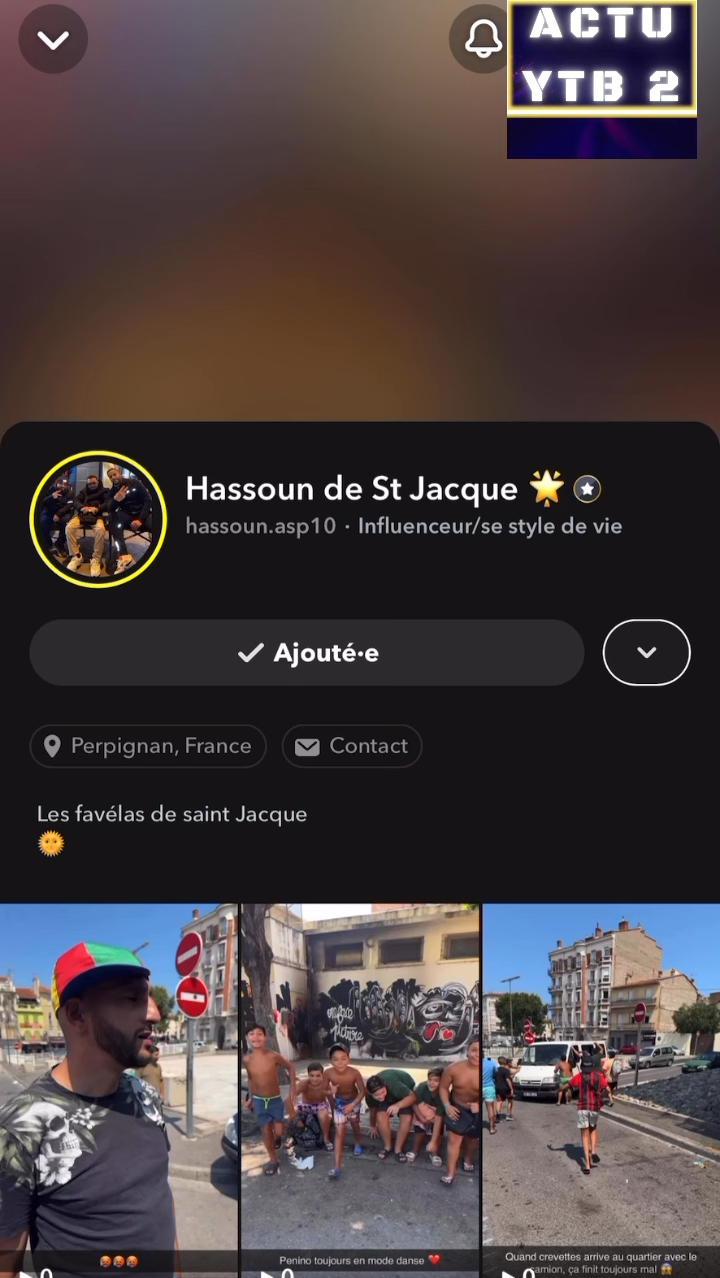 ACTU
YTB 2
Hassoun de St Jacque 🌟
hassoun.asp10 · Influenceur/se style de vie
Ajouté·e
Perpignan, France
Contact
Les favélas de saint Jacque
🌞
😡😡😡
Penino toujours en mode danse ❤️
Quand crevettes arrive au quartier avec le
camion, ça finit toujours mal 😱